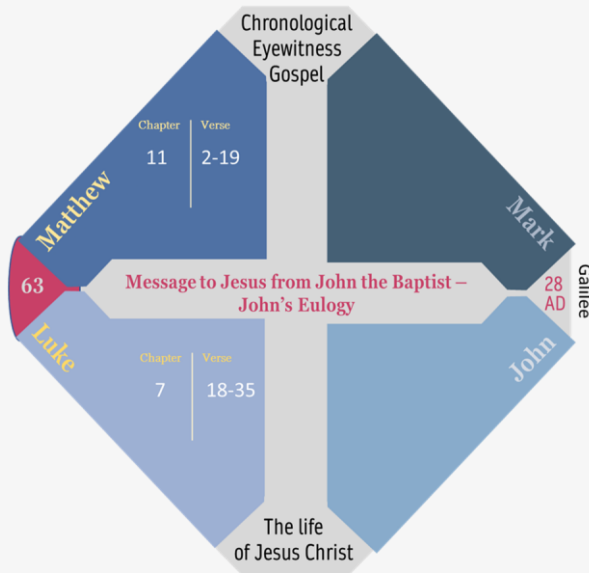 Chronological
Eyewitness
Gospel
Chapter Verse
11 2-19
Matthew
Mark
63
Message to Jesus from John the Baptist –
John's Eulogy
28
AD
Galilee
Luke
John
Chapter Verse
7 18-35
The life
of Jesus Christ